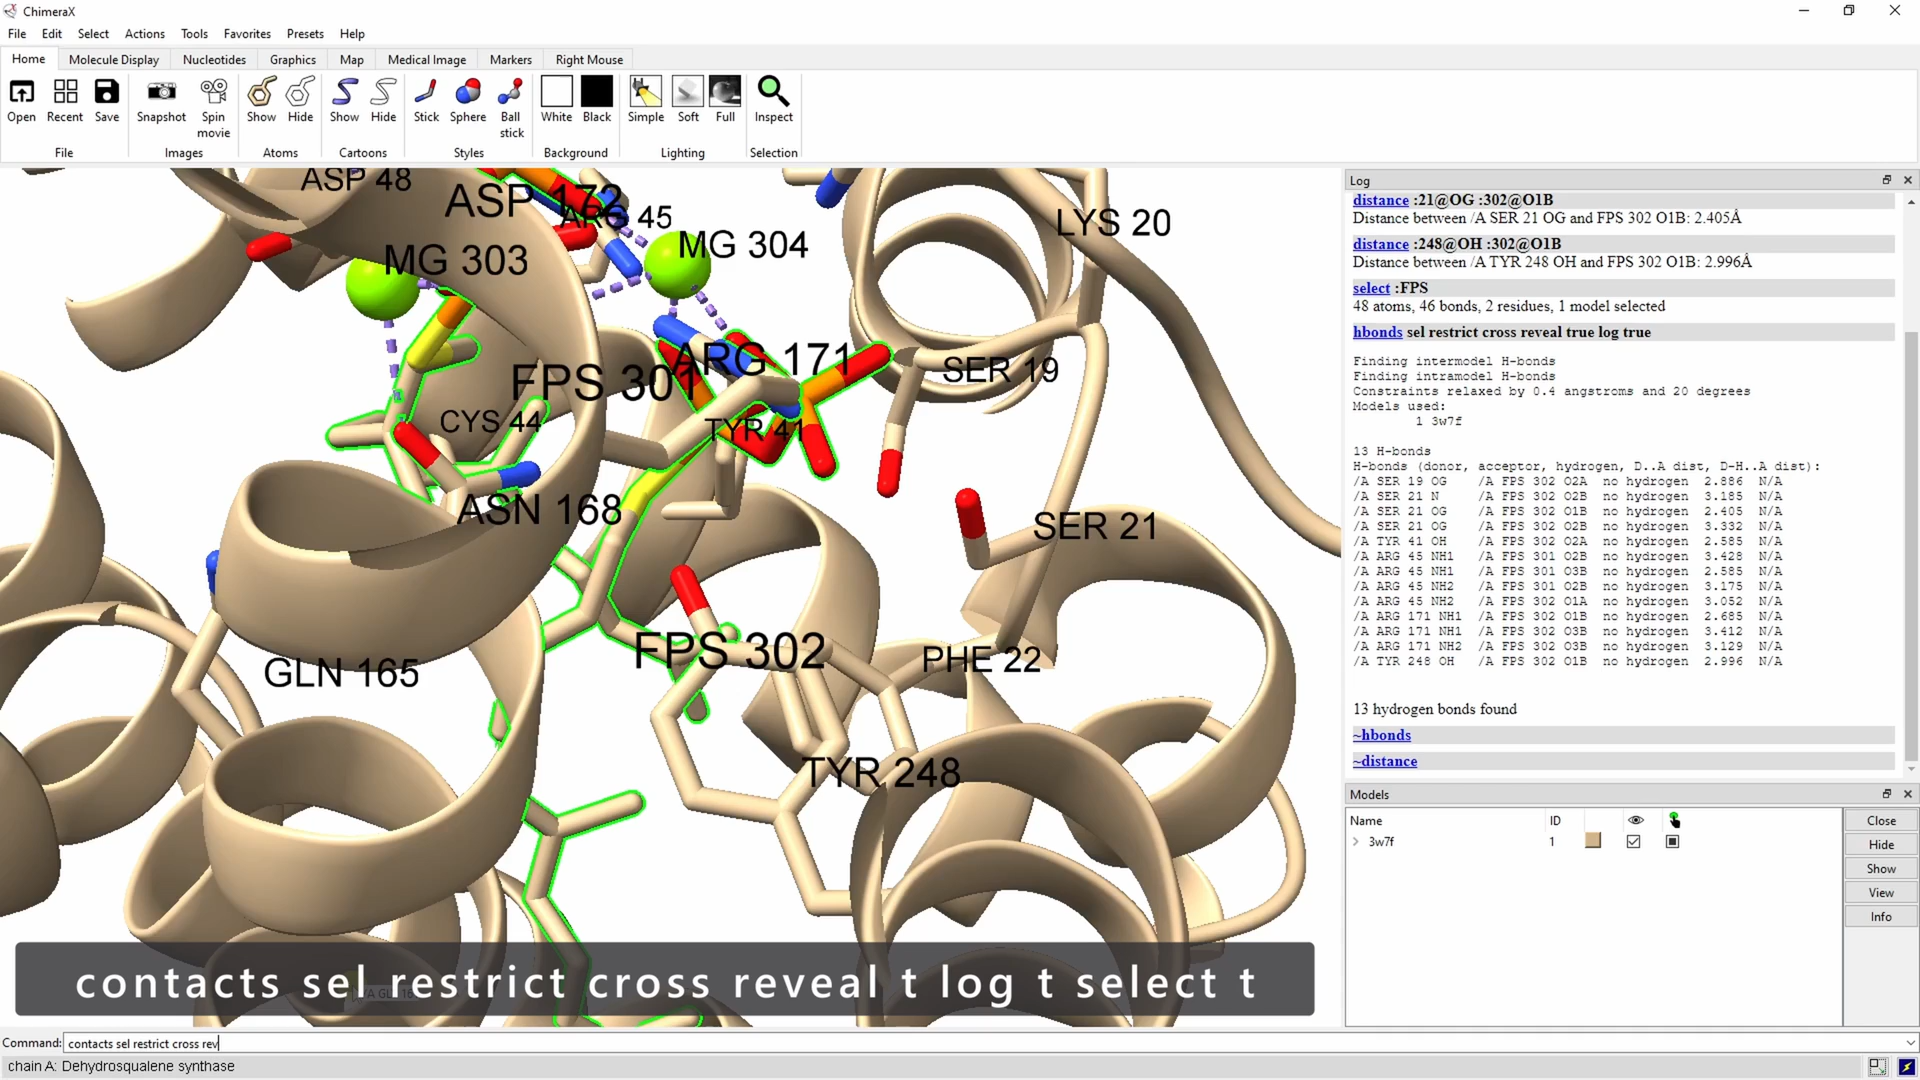 ChimeraX
File Edit Select Actions Tools Favorites Presets Help
Home Molecule Display Nucleotides Graphics Map Medical Image Markers Right Mouse
Open Recent Save Snapshot Spin movie Show Hide Show Hide Stick Sphere Ball stick White Black Simple Soft Full Inspect
File Images Atoms Cartoons Styles Background Lighting Selection
ASP 48
ASP 172
ARG 45
MG 304
MG 303
LYS 20
ARG 171
FPS 301
SER 19
CYS 44
TYR 41
ASN 168
SER 21
FPS 302
PHE 22
GLN 165
TYR 248
contacts sel restrict cross reveal t log t select t
Log
distance :21@OG :302@O1B
Distance between /A SER 21 OG and FPS 302 O1B: 2.405Å
distance :248@OH :302@O1B
Distance between /A TYR 248 OH and FPS 302 O1B: 2.996Å
select :FPS
48 atoms, 46 bonds, 2 residues, 1 model selected
hbonds sel restrict cross reveal true log true
Finding intermodel H-bonds
Finding intramodel H-bonds
Constraints relaxed by 0.4 angstroms and 20 degrees
Models used:
1 3w7f
13 H-bonds
H-bonds (donor, acceptor, hydrogen, D..A dist, D-H..A dist):
/A SER 19 OG /A FPS 302 O2A no hydrogen 2.886 N/A
/A SER 21 N /A FPS 302 O2B no hydrogen 3.185 N/A
/A SER 21 OG /A FPS 302 O1B no hydrogen 2.405 N/A
/A SER 21 OG /A FPS 302 O2B no hydrogen 3.332 N/A
/A TYR 41 OH /A FPS 302 O2A no hydrogen 2.585 N/A
/A ARG 45 NH1 /A FPS 301 O2B no hydrogen 3.428 N/A
/A ARG 45 NH1 /A FPS 301 O3B no hydrogen 2.585 N/A
/A ARG 45 NH2 /A FPS 301 O2B no hydrogen 3.175 N/A
/A ARG 45 NH2 /A FPS 302 O1A no hydrogen 3.052 N/A
/A ARG 171 NH1 /A FPS 302 O1B no hydrogen 2.685 N/A
/A ARG 171 NH1 /A FPS 302 O3B no hydrogen 3.412 N/A
/A ARG 171 NH2 /A FPS 302 O3B no hydrogen 3.129 N/A
/A TYR 248 OH /A FPS 302 O1B no hydrogen 2.996 N/A
13 hydrogen bonds found
~hbonds
~distance
Models
Name ID
3w7f 1
Close
Hide
Show
View
Info
Command: contacts sel restrict cross rev
chain A: Dehydrosqualene synthase